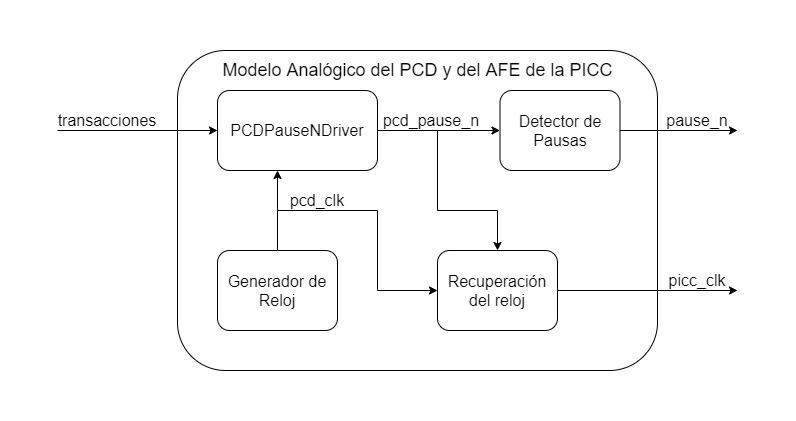 Modelo Analógico del PCD y del AFE de la PICC
transacciones
PCDPauseNDriver
pcd_pause_n
Detector de
Pausas
pause_n
pcd_clk
Generador de
Reloj
Recuperación
del reloj
picc_clk